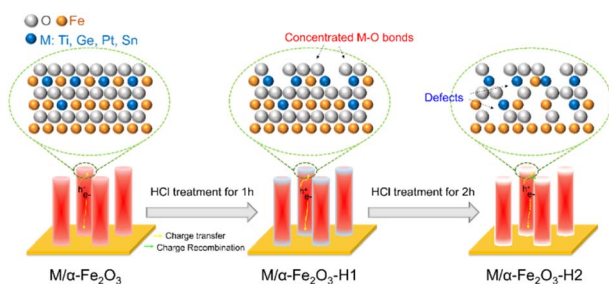 O Fe
M: Ti, Ge, Pt, Sn
Concentrated M-O bonds
Defects
h⁺
e-
HCl treatment for 1h
h⁺
e-
HCl treatment for 2h
h⁺
e-
Charge transfer
Charge Recombination
M/α-Fe₂O₃
M/α-Fe₂O₃-H1
M/α-Fe₂O₃-H2